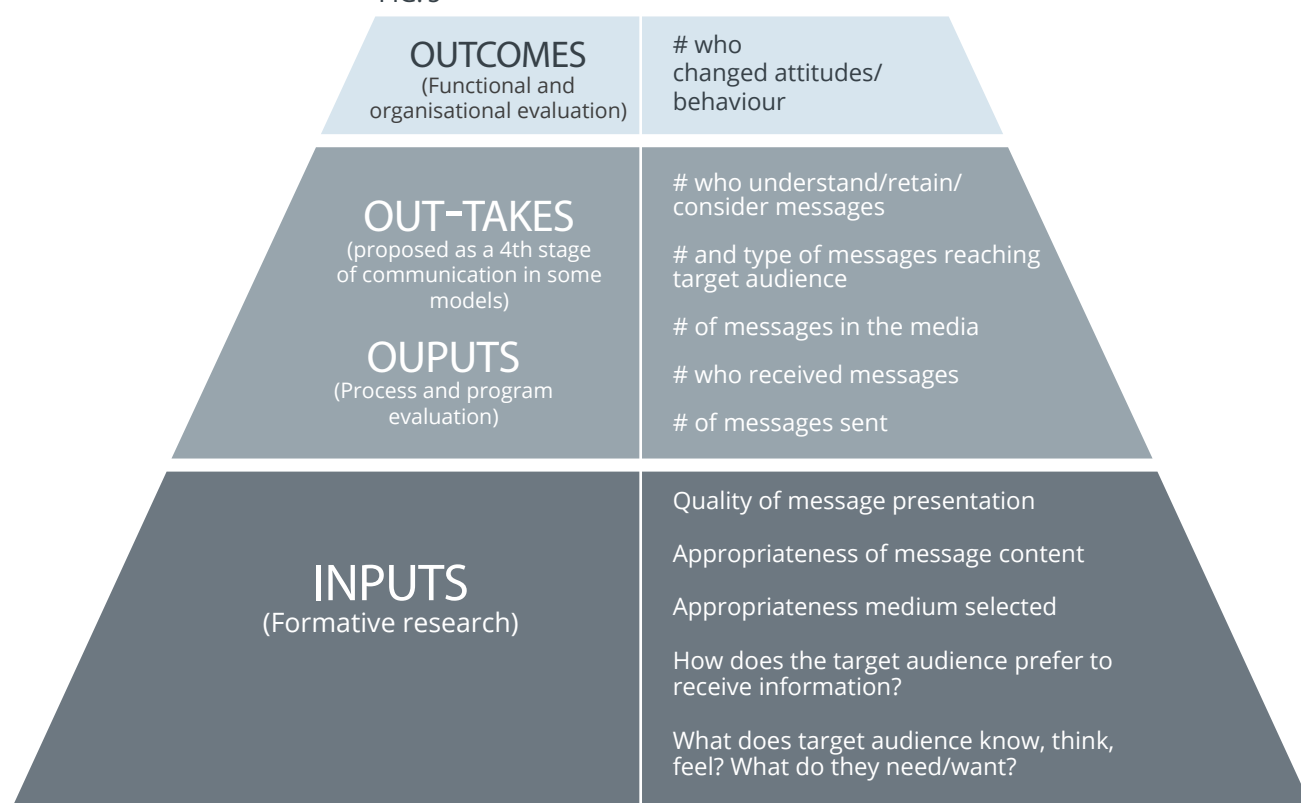 OUTCOMES
(Functional and
organisational evaluation)
# who
changed attitudes/
behaviour
OUT-TAKES
(proposed as a 4th stage
of communication in some
models)
OUPUTS
(Process and program
evaluation)
# who understand/retain/
consider messages
# and type of messages reaching
target audience
# of messages in the media
# who received messages
# of messages sent
INPUTS
(Formative research)
Quality of message presentation
Appropriateness of message content
Appropriateness medium selected
How does the target audience prefer to
receive information?
What does target audience know, think,
feel? What do they need/want?